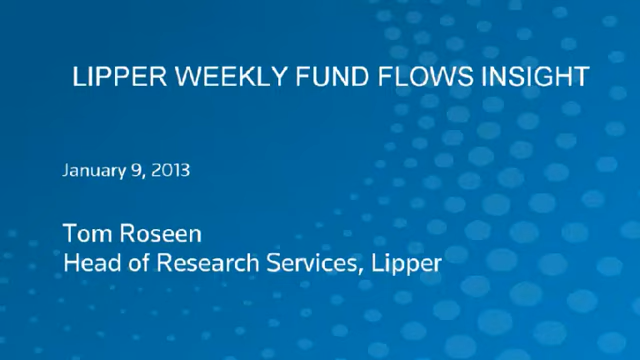 LIPPER WEEKLY FUND FLOWS INSIGHT
January 9, 2013
Tom Roseen
Head of Research Services, Lipper